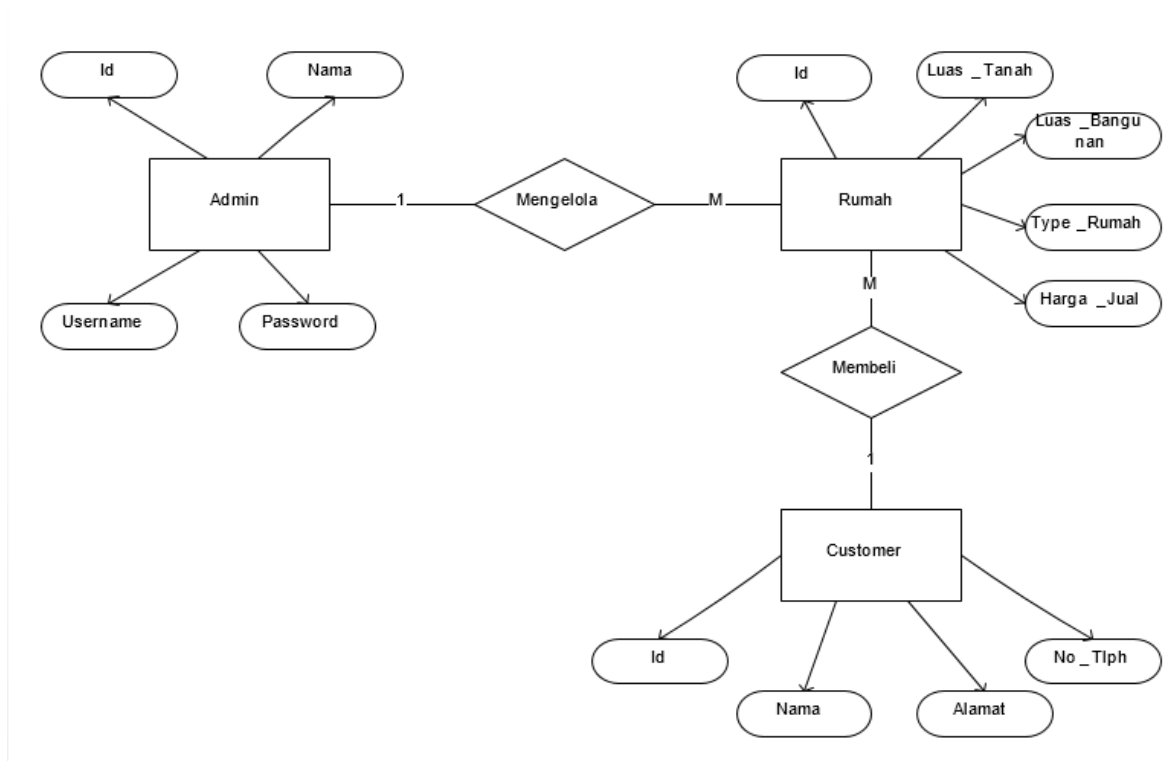 Id
Nama
Id
Luas _Tanah
Luas _Bangu
nan
Admin
1
Mengelola
M
Rumah
Type _Rumah
M
Harga _Jual
Username
Password
Membeli
1
Customer
Id
No _ Tlph
Nama
Alamat